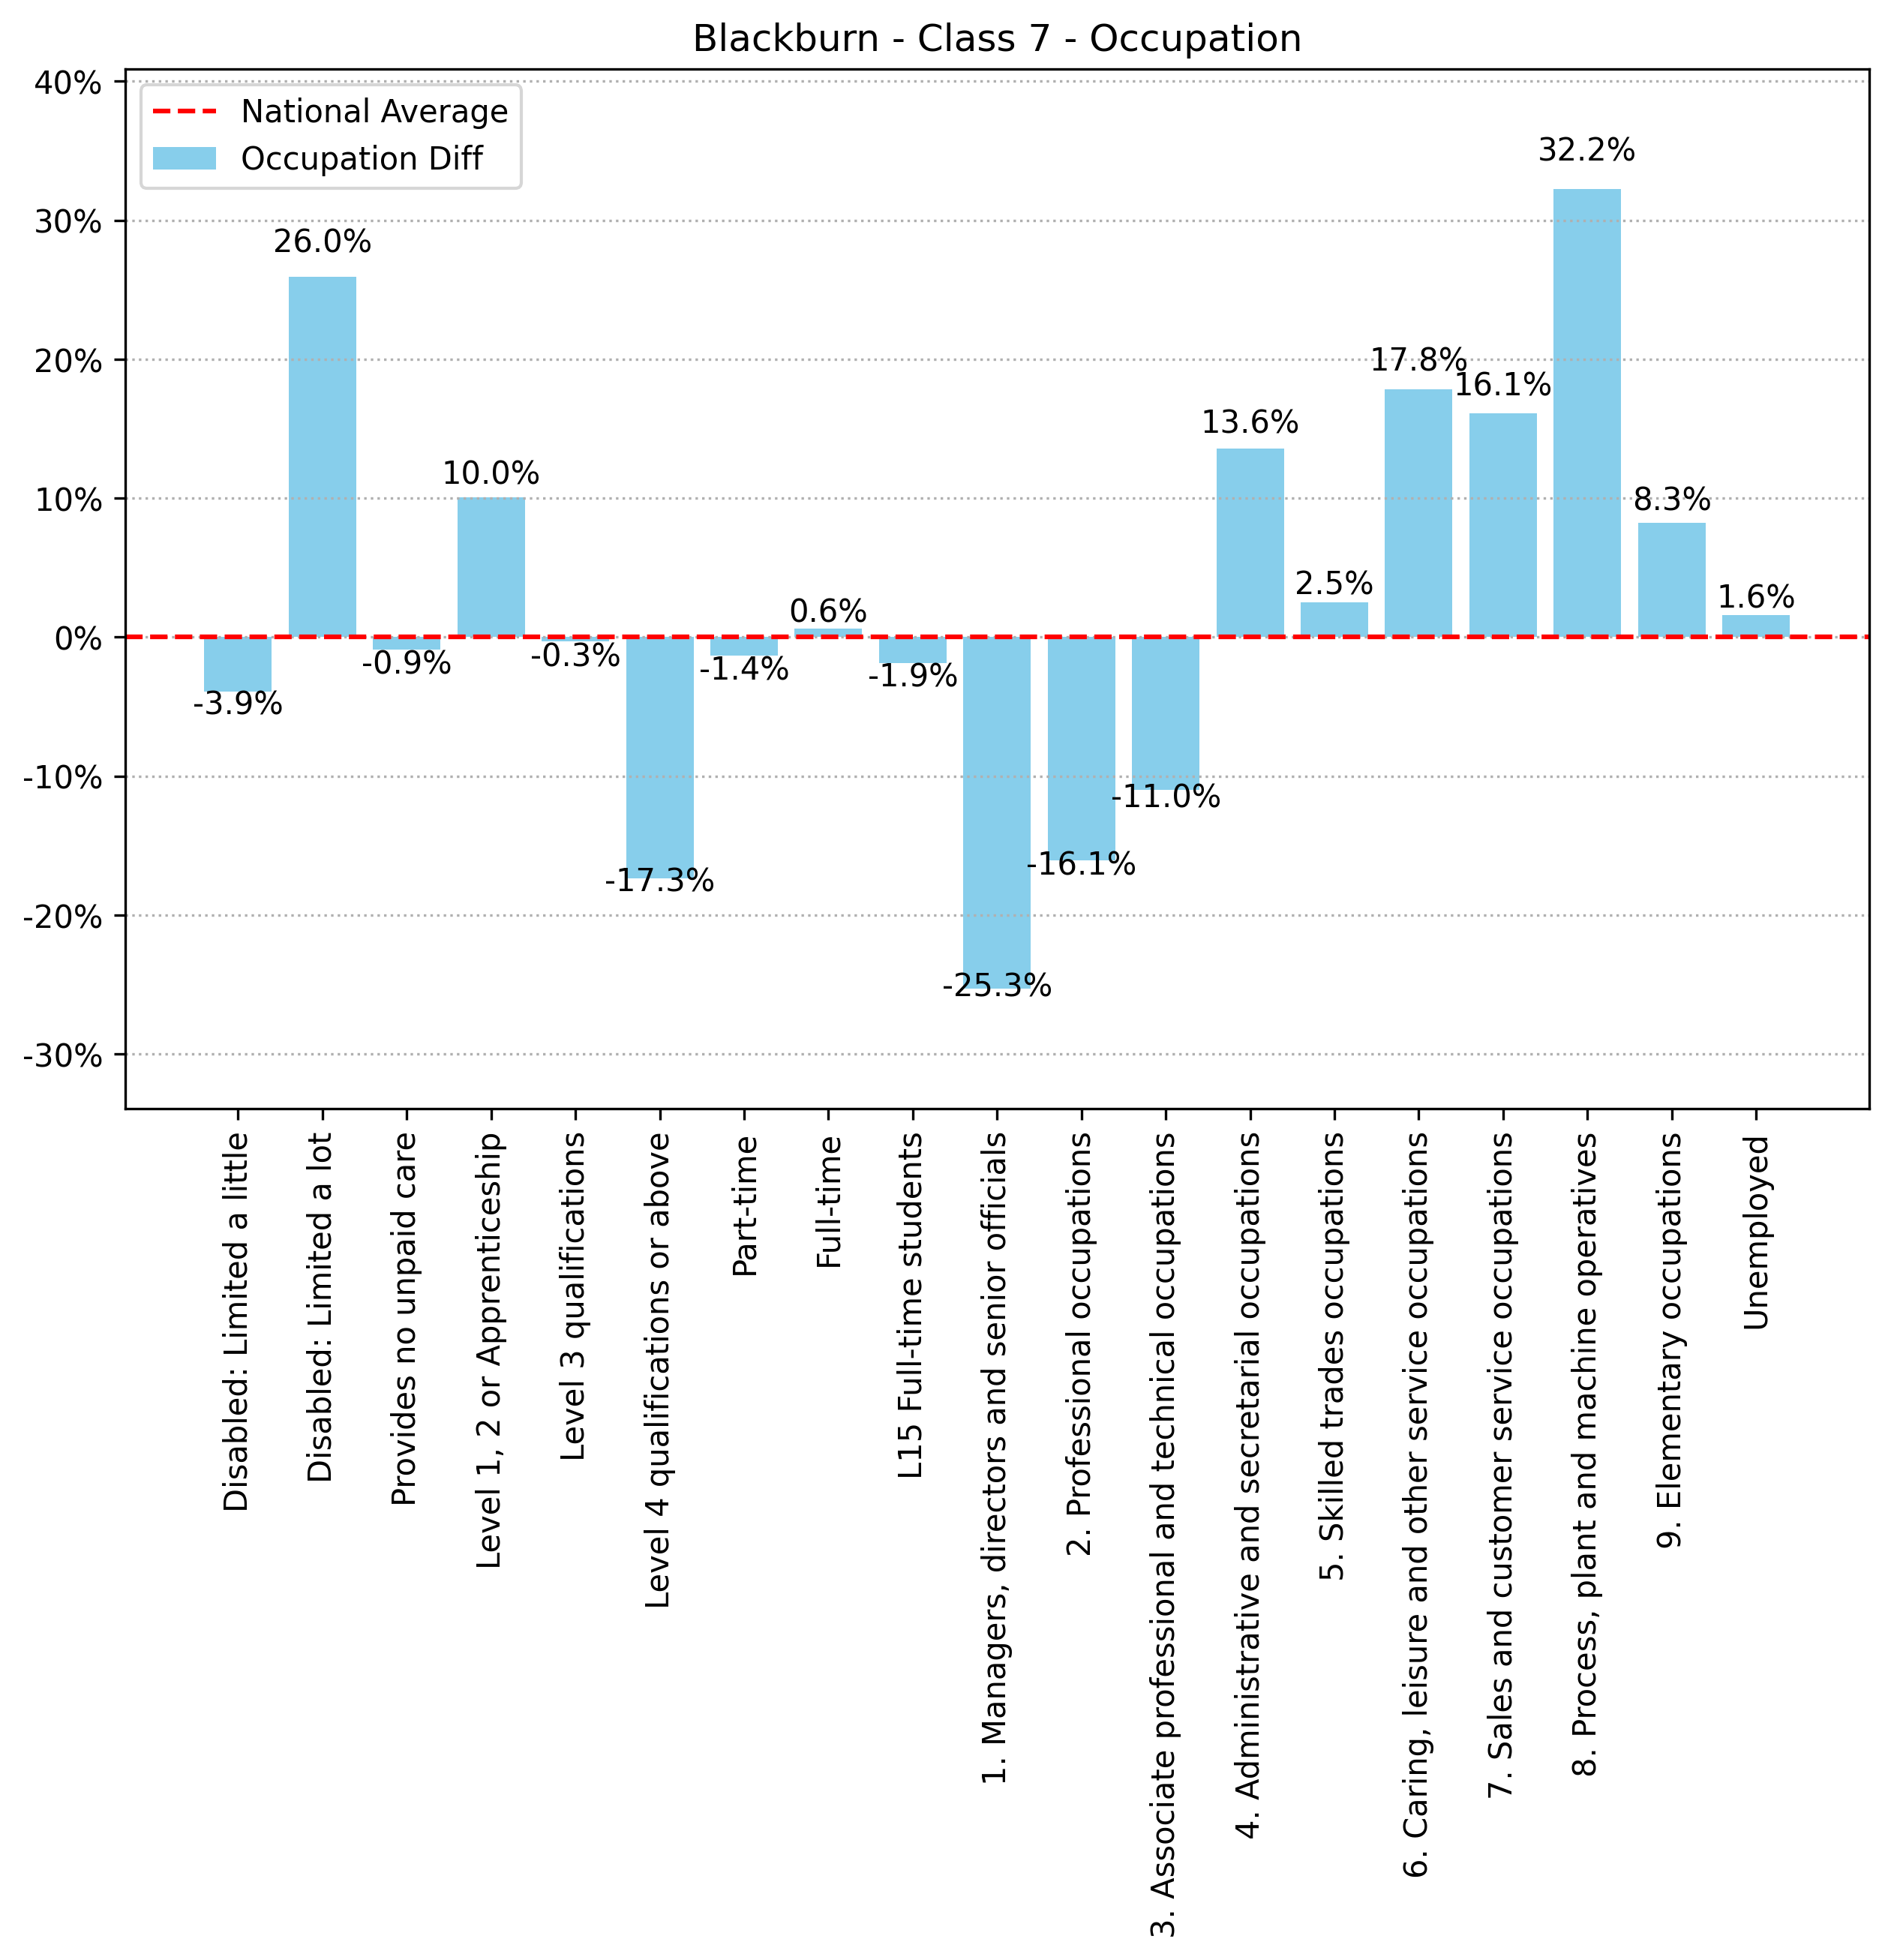 Blackburn - Class 7 - Occupation
National Average
Occupation Diff
40%
30%
20%
10%
0%
-10%
-20%
-30%
-3.9%
26.0%
-0.9%
10.0%
-0.3%
-17.3%
-1.4%
0.6%
-1.9%
-25.3%
-16.1%
-11.0%
13.6%
2.5%
17.8%
16.1%
32.2%
8.3%
1.6%
Disabled: Limited a little
Disabled: Limited a lot
Provides no unpaid care
Level 1, 2 or Apprenticeship
Level 3 qualifications
Level 4 qualifications or above
Part-time
Full-time
L15 Full-time students
1. Managers, directors and senior officials
2. Professional occupations
3. Associate professional and technical occupations
4. Administrative and secretarial occupations
5. Skilled trades occupations
6. Caring, leisure and other service occupations
7. Sales and customer service occupations
8. Process, plant and machine operatives
9. Elementary occupations
Unemployed